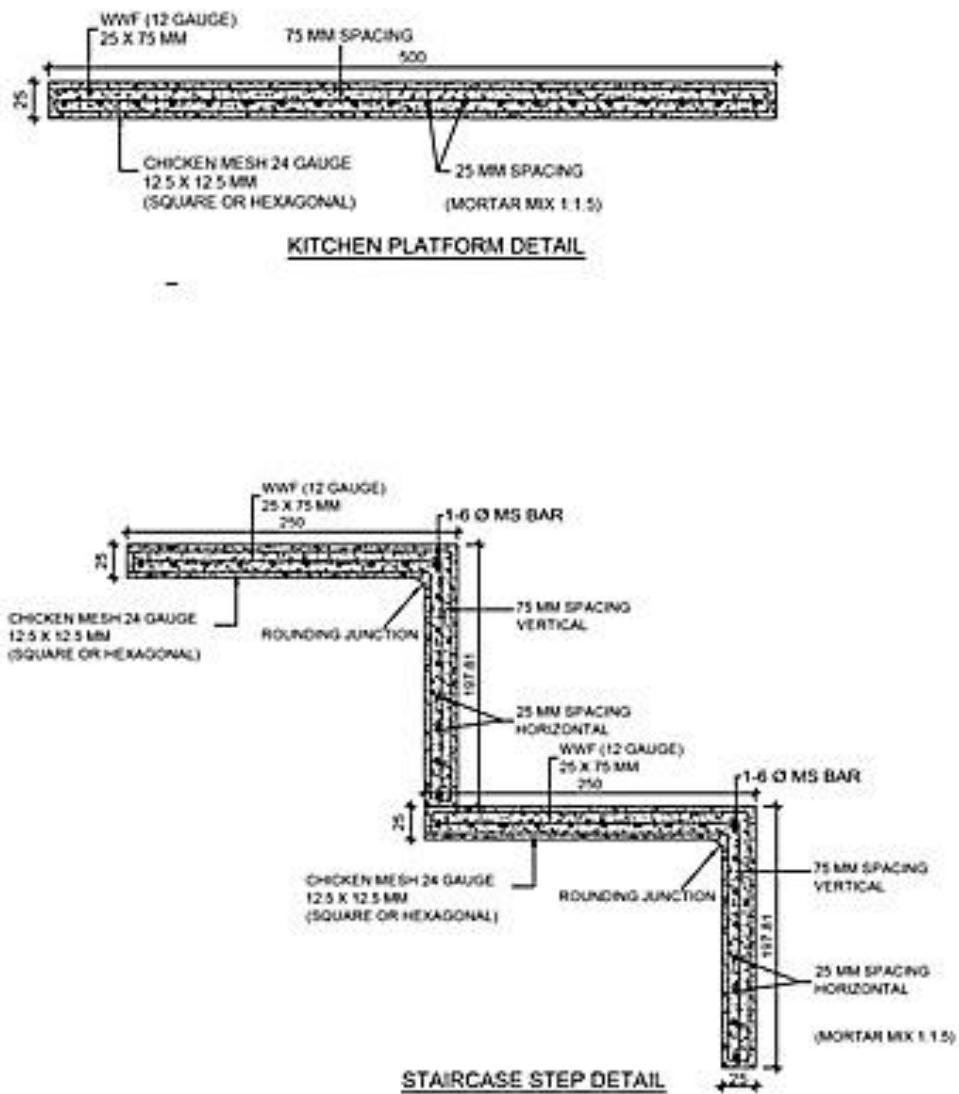 WWF (12 GAUGE)
25 X 75 MM
75 MM SPACING
500
25
CHICKEN MESH 24 GAUGE
12.5 X 12.5 MM
(SQUARE OR HEXAGONAL)
25 MM SPACING
(MORTAR MIX 1:1.5)
KITCHEN PLATFORM DETAIL
WWF (12 GAUGE)
25 X 75 MM
250
1-6 Ø MS BAR
25
CHICKEN MESH 24 GAUGE
12.5 X 12.5 MM
(SQUARE OR HEXAGONAL)
ROUNDING JUNCTION
75 MM SPACING
VERTICAL
197.81
25 MM SPACING
HORIZONTAL
WWF (12 GAUGE)
25 X 75 MM
250
1-6 Ø MS BAR
25
CHICKEN MESH 24 GAUGE
12.5 X 12.5 MM
(SQUARE OR HEXAGONAL)
ROUNDING JUNCTION
75 MM SPACING
VERTICAL
197.81
25 MM SPACING
HORIZONTAL
(MORTAR MIX 1:1.5)
25
STAIRCASE STEP DETAIL